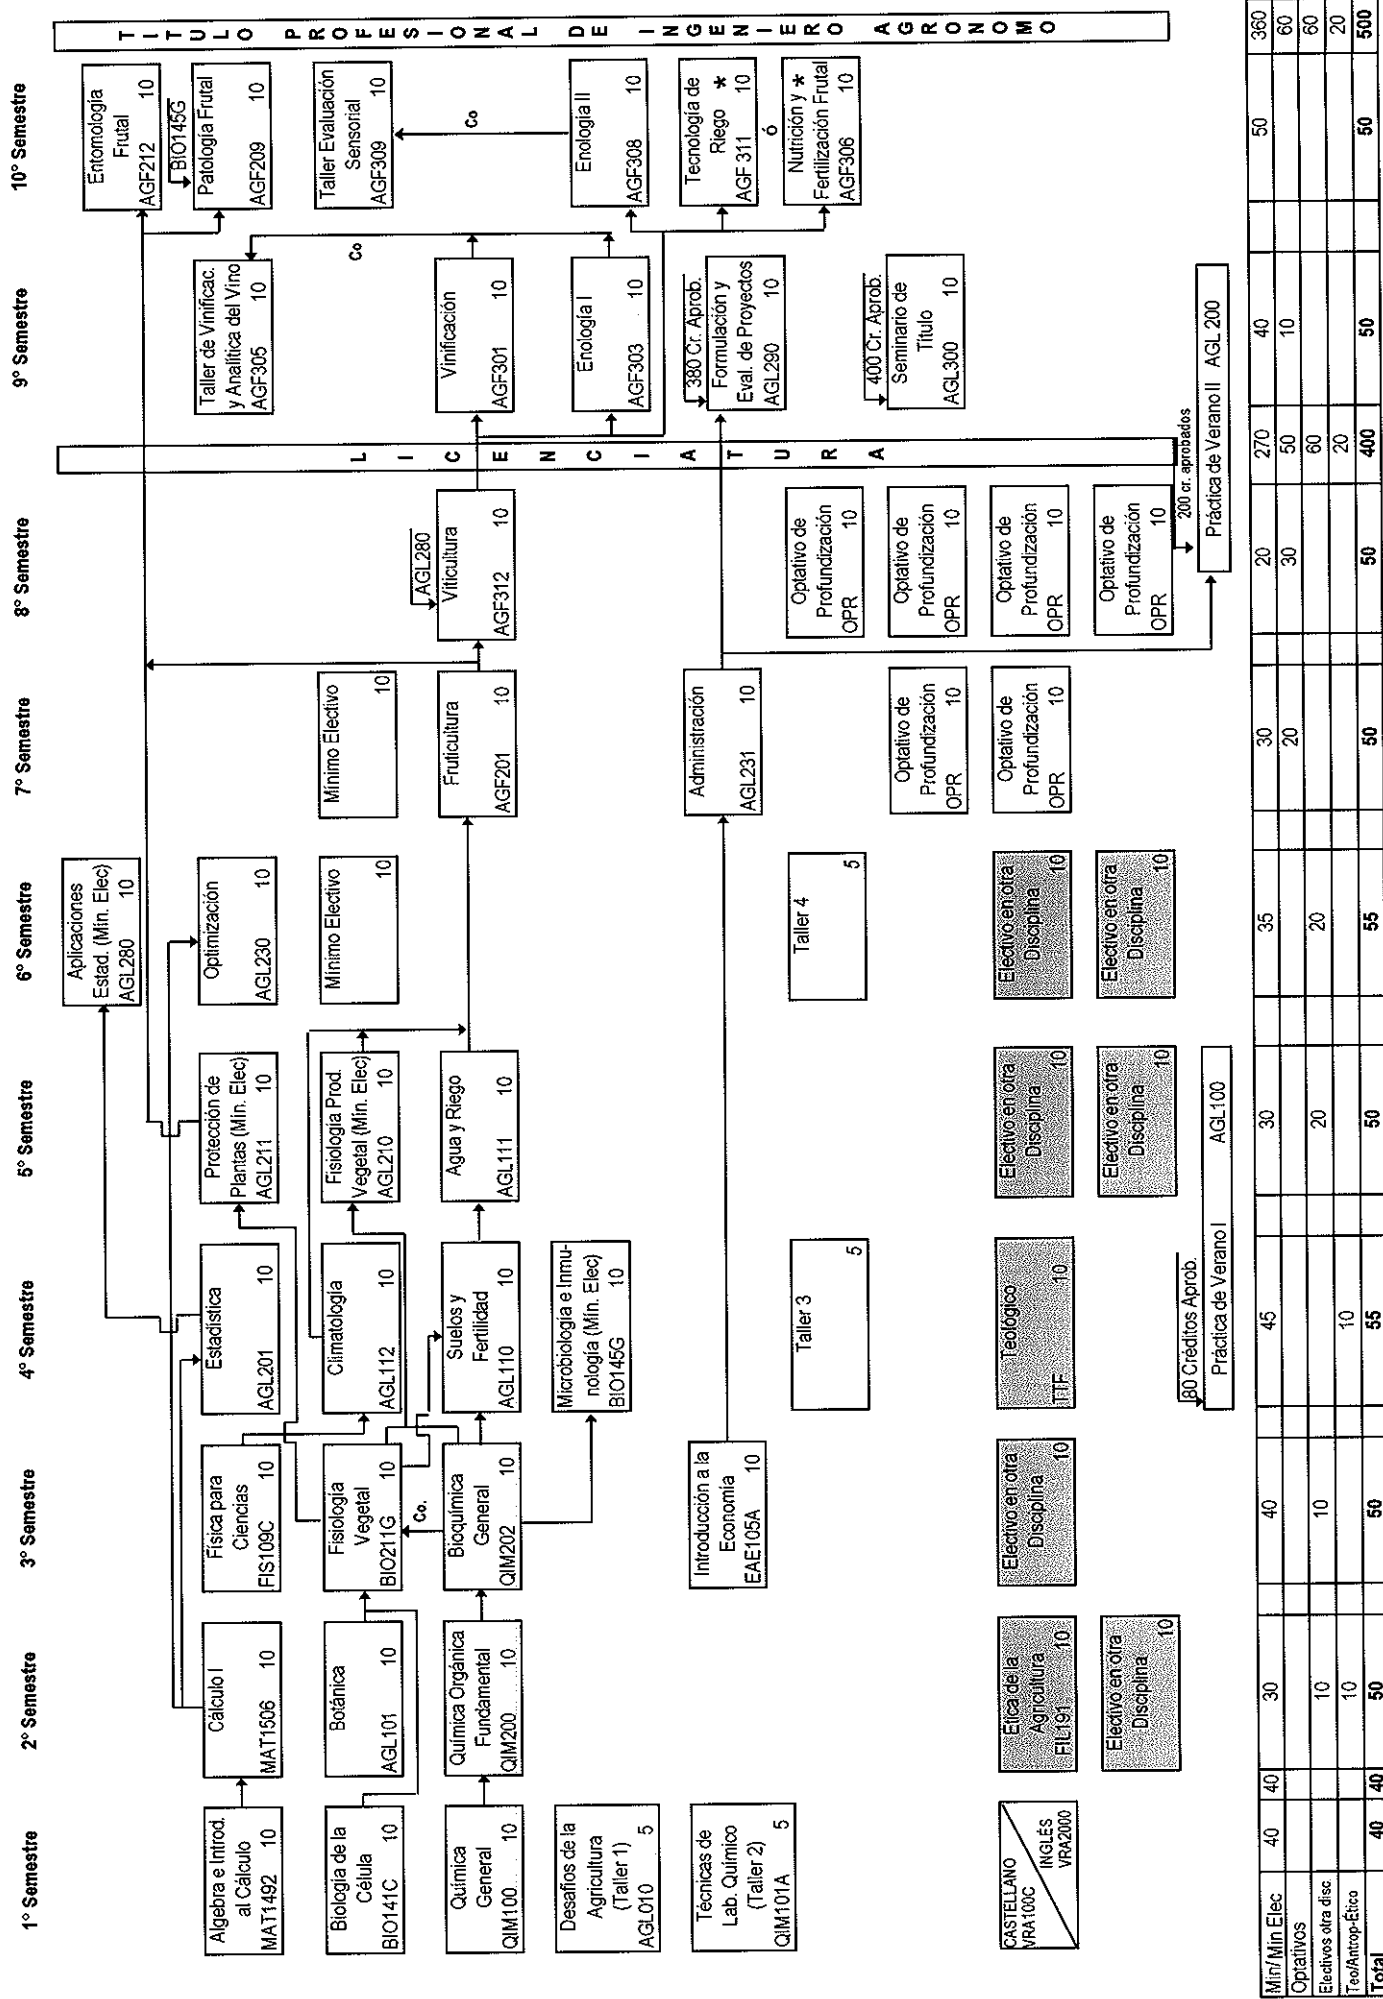 1° Semestre
2° Semestre
3° Semestre
4° Semestre
5° Semestre
6° Semestre
7° Semestre
8° Semestre
9° Semestre
10° Semestre
Algebra e Introd.
al Cálculo
MAT1492 10
Biología de la
Célula
BIO141C 10
Química
General
QIM100 10
Desafíos de la
Agricultura
(Taller 1)
AGL010 5
Técnicas de
Lab. Químico
(Taller 2)
QIM101A 5
CASTELLANO
VRA100C
INGLÉS
VRA2000
Cálculo I
MAT1506 10
Botánica
AGL101 10
Química Orgánica
Fundamental
QIM200 10
Etica de la
Agricultura
FIL191 10
Electivo en otra
Disciplina
10
Física para
Ciencias
FIS109C 10
Fisiología
Vegetal
BIO211G 10
Co.
Bioquímica
General
QIM202 10
Introducción a la
Economía
EAE105A 10
Electivo en otra
Disciplina
10
Estadística
AGL201 10
Climatología
AGL112 10
Suelos y
Fertilidad
AGL110 10
Microbiología e Inmu-
nología (Mín. Elec)
BIO145G 10
Taller 3
5
Teológico
TTF 10
80 Créditos Aprob.
Practica de Verano I AGL100
Protección de
Plantas (Mín. Elec)
AGL211 10
Fisiología Prod.
Vegetal (Mín. Elec)
AGL210 10
Agua y Riego
AGL111 10
Electivo en otra
Disciplina
10
Electivo en otra
Disciplina
10
Aplicaciones
Estad. (Mín. Elec)
AGL280 10
Optimización
AGL230 10
Mínimo Electivo
10
Taller 4
5
Electivo en otra
Disciplina
10
Electivo en otra
Disciplina
10
Mínimo Electivo
10
Fruticultura
AGF201 10
Administración
AGL231 10
Optativo de
Profundización
OPR 10
Optativo de
Profundización
OPR 10
AGL280
Viticultura
AGF312 10
Optativo de
Profundización
OPR 10
Optativo de
Profundización
OPR 10
Optativo de
Profundización
OPR 10
Optativo de
Profundización
OPR 10
200 cr. aprobados
Práctica de Verano II AGL 200
LICENCIATURA
Taller de Vinificac.
y Analítica del Vino
AGF305 10
Co
Vinificación
AGF301 10
Enología I
AGF303 10
380 Cr. Aprob.
Formulación y
Eval. de Proyectos
AGL290 10
400 Cr. Aprob.
Seminario de
Título
AGL300 10
Entomología
Frutal
AGF212 10
BIO145G
Patología Frutal
AGF209 10
Taller Evaluación
Sensorial
AGF309 10
Co
Enología II
AGF308 10
Tecnología de
Riego *
AGF 311 10
ó
Nutrición y *
Fertilización Frutal
AGF306 10
TITULO PROFESIONAL DE INGENIERO AGRONOMO
Min/ Min Elec 40 40 30 40 45 30 35 30 20 270 40 50 360
Optativos 20 30 50 10 60
Electivos otra disc 10 10 20 20 60 60
Teo/Antrop-Ético 10 10 20 20
Total 40 40 50 50 55 50 55 50 50 400 50 50 500